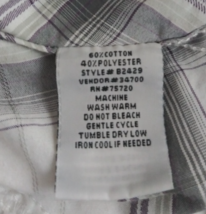 60%COTTON
40%POLYESTER
STYLE# B2429
VENDOR#34700
RN#75720
MACHINE
WASH WARM
DO NOT BLEACH
GENTLE CYCLE
TUMBLE DRY LOW
IRON COOL IF NEEDED